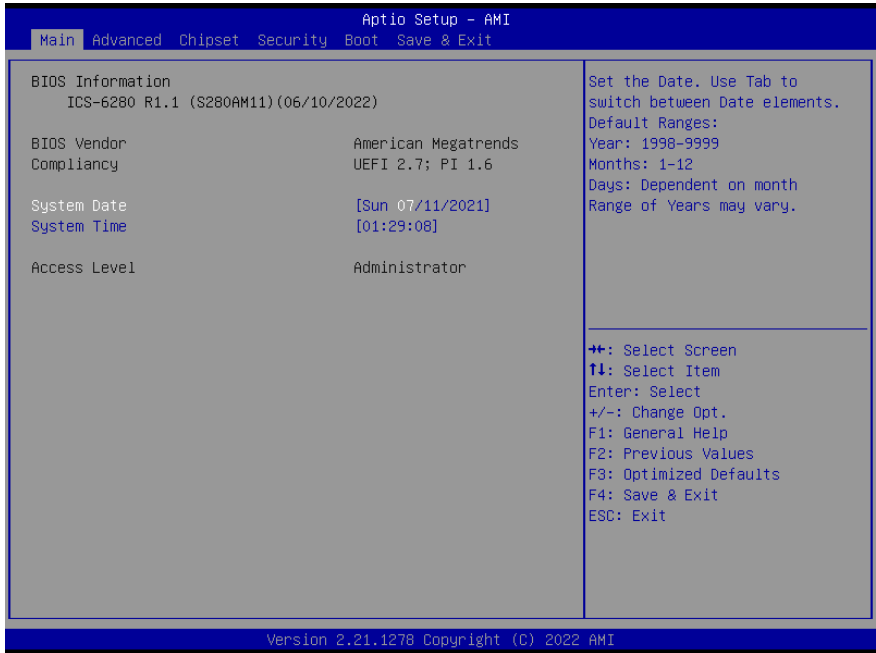 Aptio Setup – AMI
Main Advanced Chipset Security Boot Save & Exit
BIOS Information
ICS-6280 R1.1 (S280AM11)(06/10/2022)
BIOS Vendor American Megatrends
Compliancy UEFI 2.7; PI 1.6
System Date [Sun 07/11/2021]
System Time [01:29:08]
Access Level Administrator
Set the Date. Use Tab to
switch between Date elements.
Default Ranges:
Year: 1998-9999
Months: 1-12
Days: Dependent on month
Range of Years may vary.
→←: Select Screen
↑↓: Select Item
Enter: Select
+/-: Change Opt.
F1: General Help
F2: Previous Values
F3: Optimized Defaults
F4: Save & Exit
ESC: Exit
Version 2.21.1278 Copyright (C) 2022 AMI